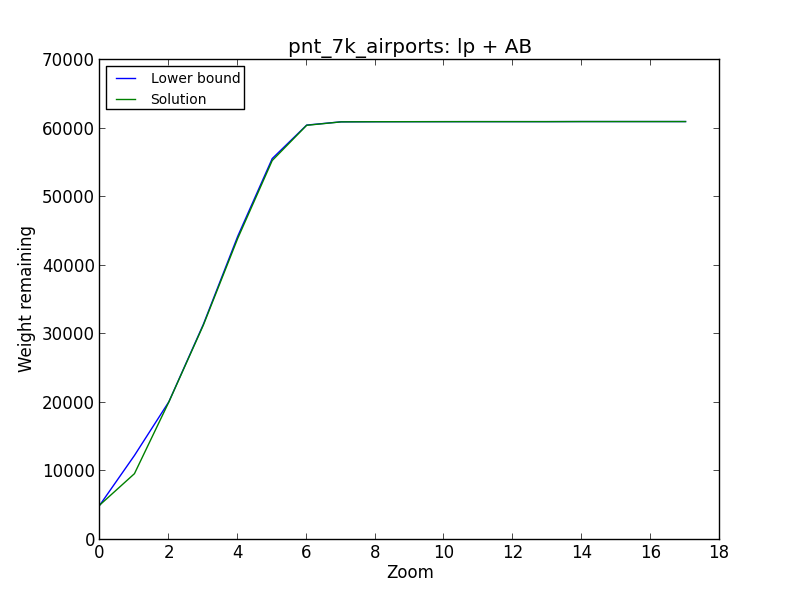 pnt_7k_airports: lp + AB
70000
60000
50000
40000
30000
20000
10000
0
Weight remaining
Lower bound
Solution
0 2 4 6 8 10 12 14 16 18
Zoom